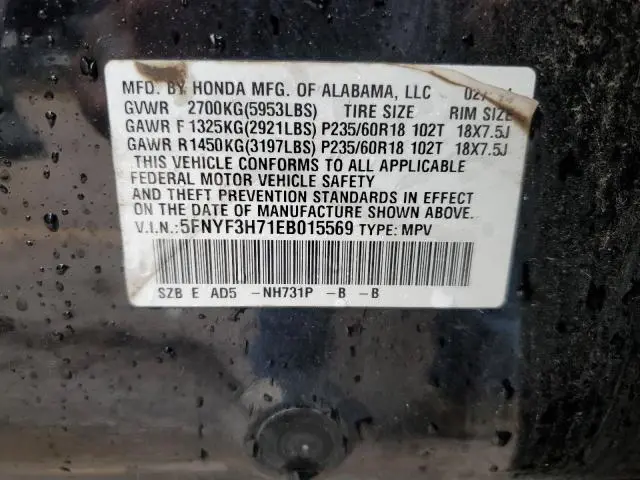 MFD. BY HONDA MFG. OF ALABAMA, LLC
GVWR 2700KG(5953LBS) TIRE SIZE RIM SIZE
GAWR F 1325KG(2921LBS) P235/60R18 102T 18X7.5J
GAWR R1450KG(3197LBS) P235/60R18 102T 18X7.5J
THIS VEHICLE CONFORMS TO ALL APPLICABLE
FEDERAL MOTOR VEHICLE SAFETY
AND THEFT PREVENTION STANDARDS IN EFFECT
ON THE DATE OF MANUFACTURE SHOWN ABOVE.
V.I.N.:5FNYF3H71EB015569 TYPE: MPV
SZB E AD5 -NH731P -B -B